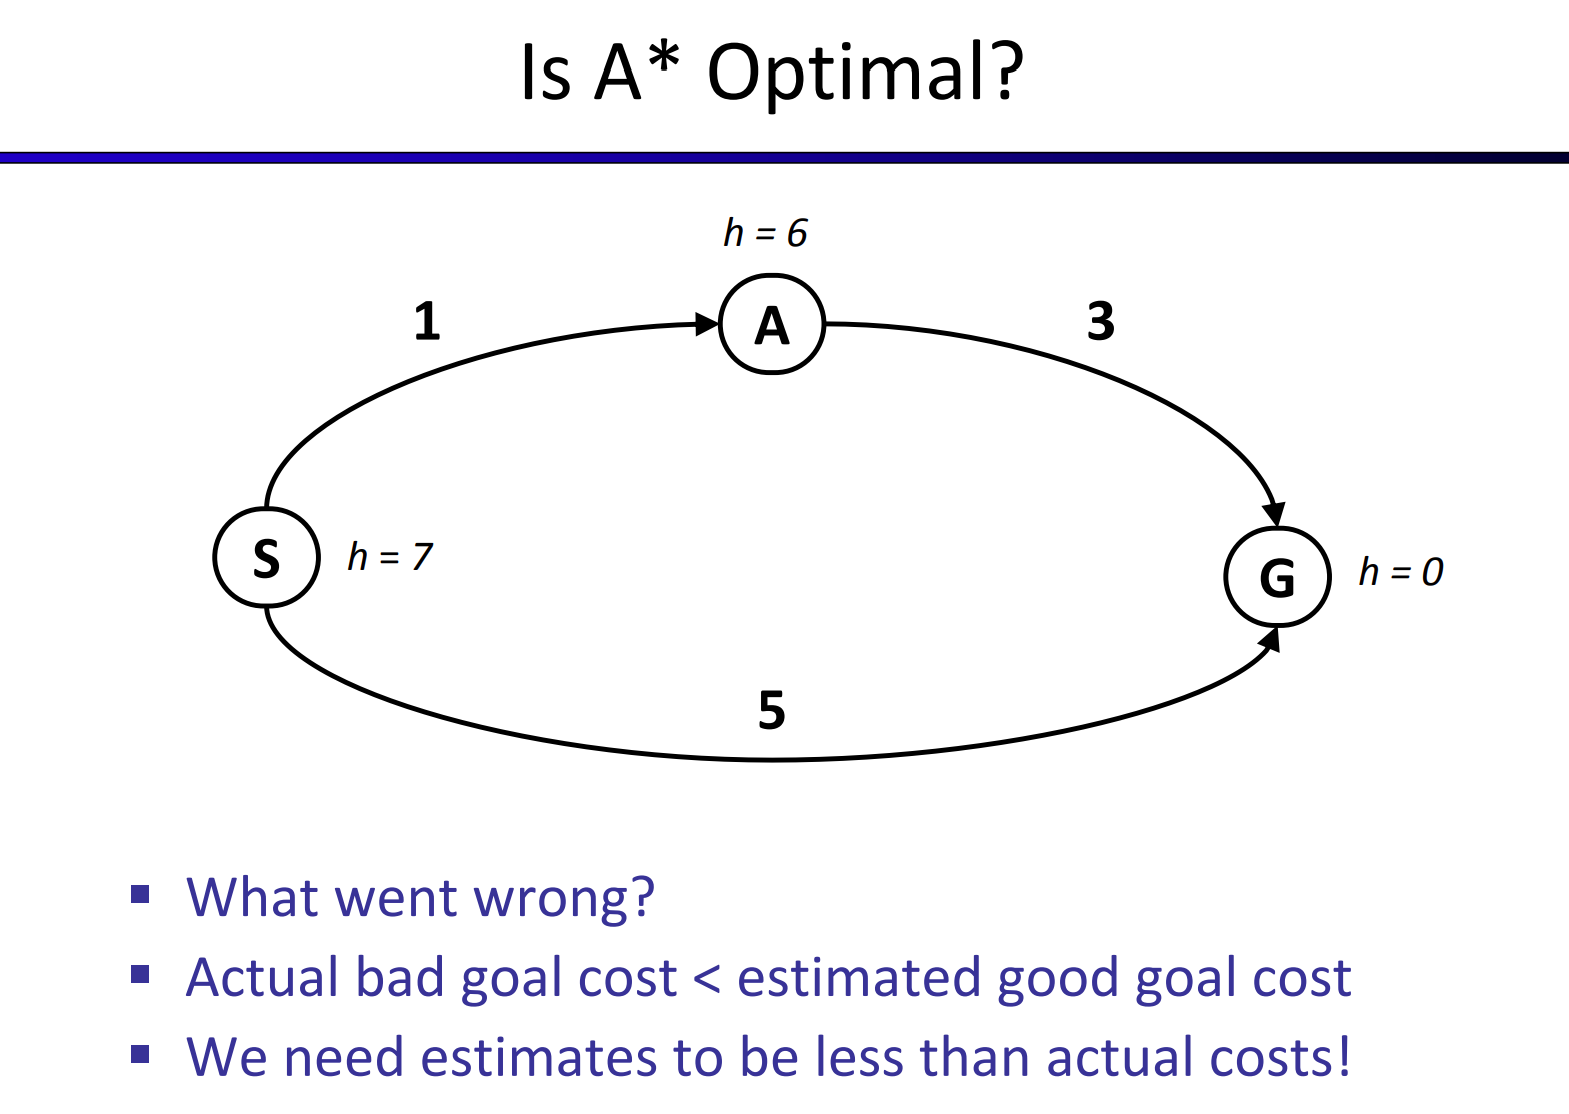 Is A* Optimal?
h = 6
1
A
3
S
h = 7
G
h = 0
5
What went wrong?
Actual bad goal cost < estimated good goal cost
We need estimates to be less than actual costs!